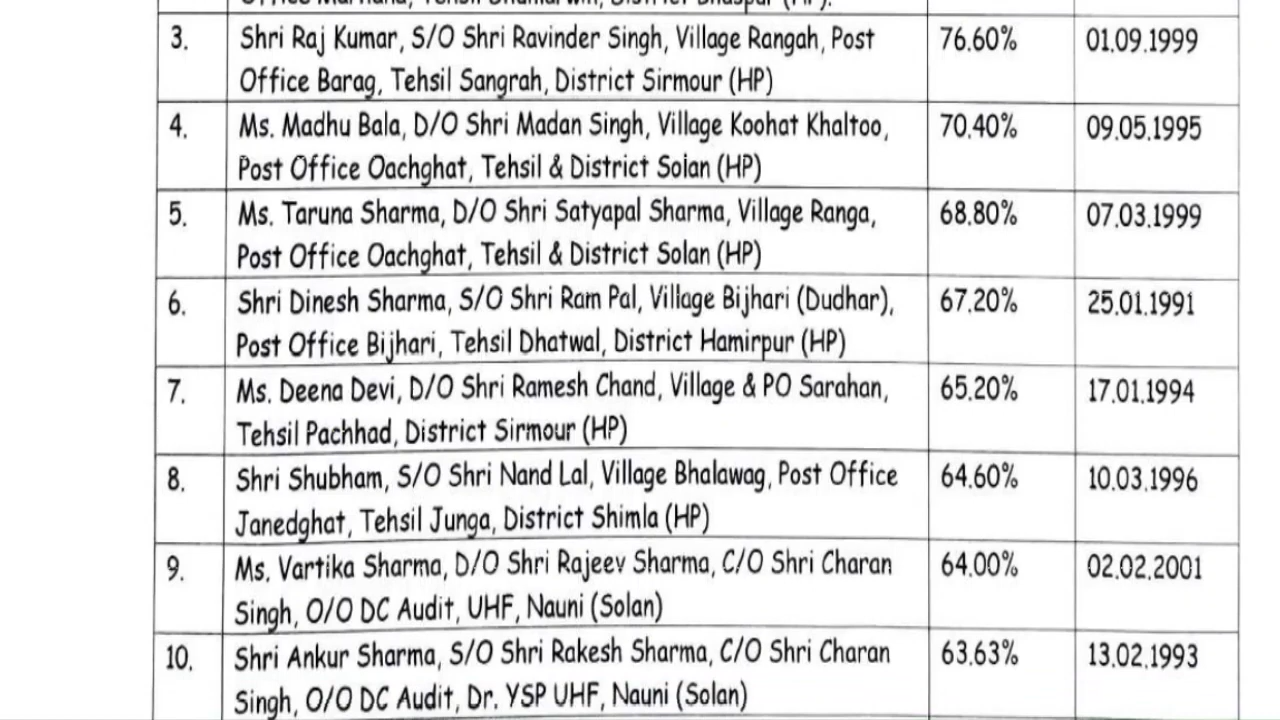 3. Shri Raj Kumar, S/O Shri Ravinder Singh, Village Rangah, Post 76.60% 01.09.1999
Office Barag, Tehsil Sangrah, District Sirmour (HP)
4. Ms. Madhu Bala, D/O Shri Madan Singh, Village Koohat Khaltoo, 70.40% 09.05.1995
Post Office Oachghat, Tehsil & District Solan (HP)
5. Ms. Taruna Sharma, D/O Shri Satyapal Sharma, Village Ranga, 68.80% 07.03.1999
Post Office Oachghat, Tehsil & District Solan (HP)
6. Shri Dinesh Sharma, S/O Shri Ram Pal, Village Bijhari (Dudhar), 67.20% 25.01.1991
Post Office Bijhari, Tehsil Dhatwal, District Hamirpur (HP)
7. Ms. Deena Devi, D/O Shri Ramesh Chand, Village & PO Sarahan, 65.20% 17.01.1994
Tehsil Pachhad, District Sirmour (HP)
8. Shri Shubham, S/O Shri Nand Lal, Village Bhalawag, Post Office 64.60% 10.03.1996
Janedghat, Tehsil Junga, District Shimla (HP)
9. Ms. Vartika Sharma, D/O Shri Rajeev Sharma, C/O Shri Charan 64.00% 02.02.2001
Singh, O/O DC Audit, UHF, Nauni (Solan)
10. Shri Ankur Sharma, S/O Shri Rakesh Sharma, C/O Shri Charan 63.63% 13.02.1993
Singh, O/O DC Audit, Dr. YSP UHF, Nauni (Solan)